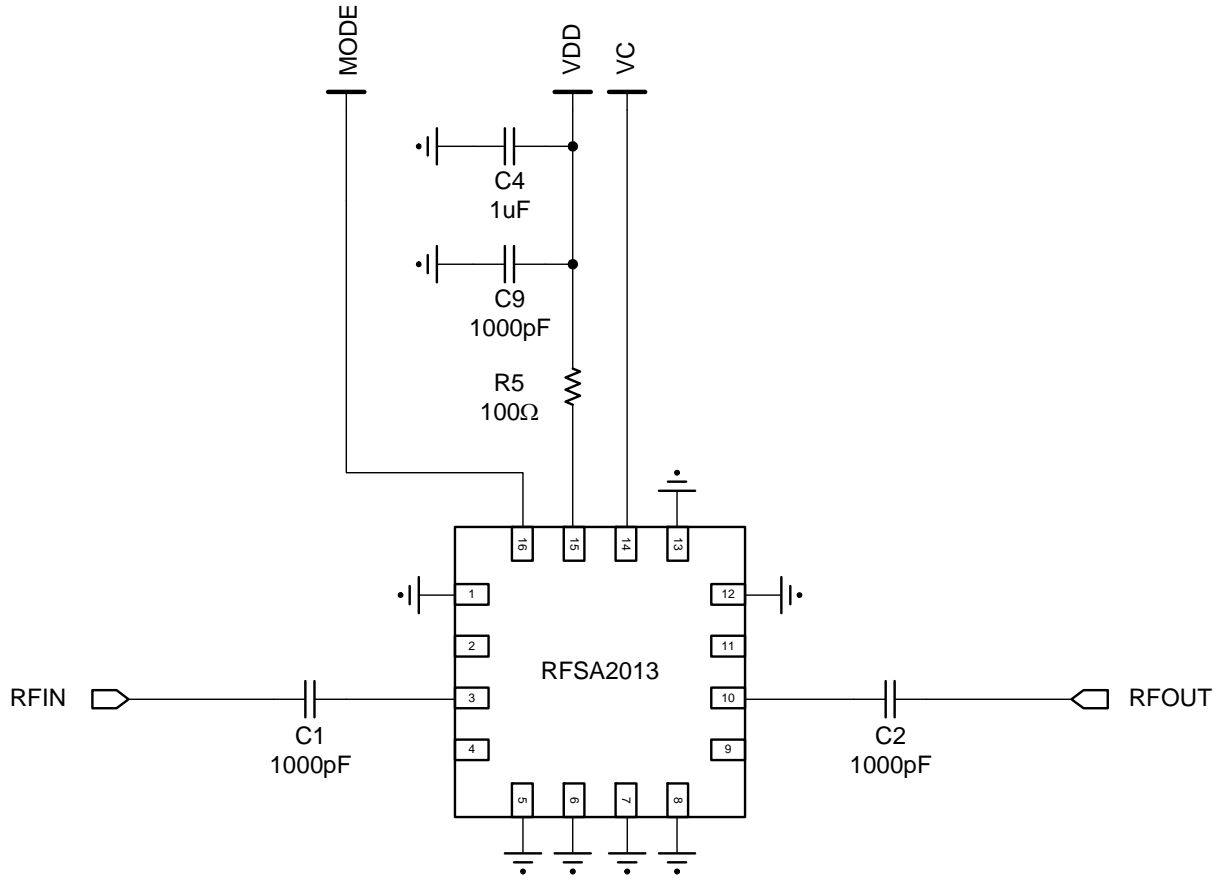 MODE
VDD
VC
C4
1uF
C9
1000pF
R5
100Ω
16
15
14
13
1
12
2
11
RFSA2013
RFIN
3
10
RFOUT
C1
1000pF
C2
1000pF
4
9
5
6
7
8